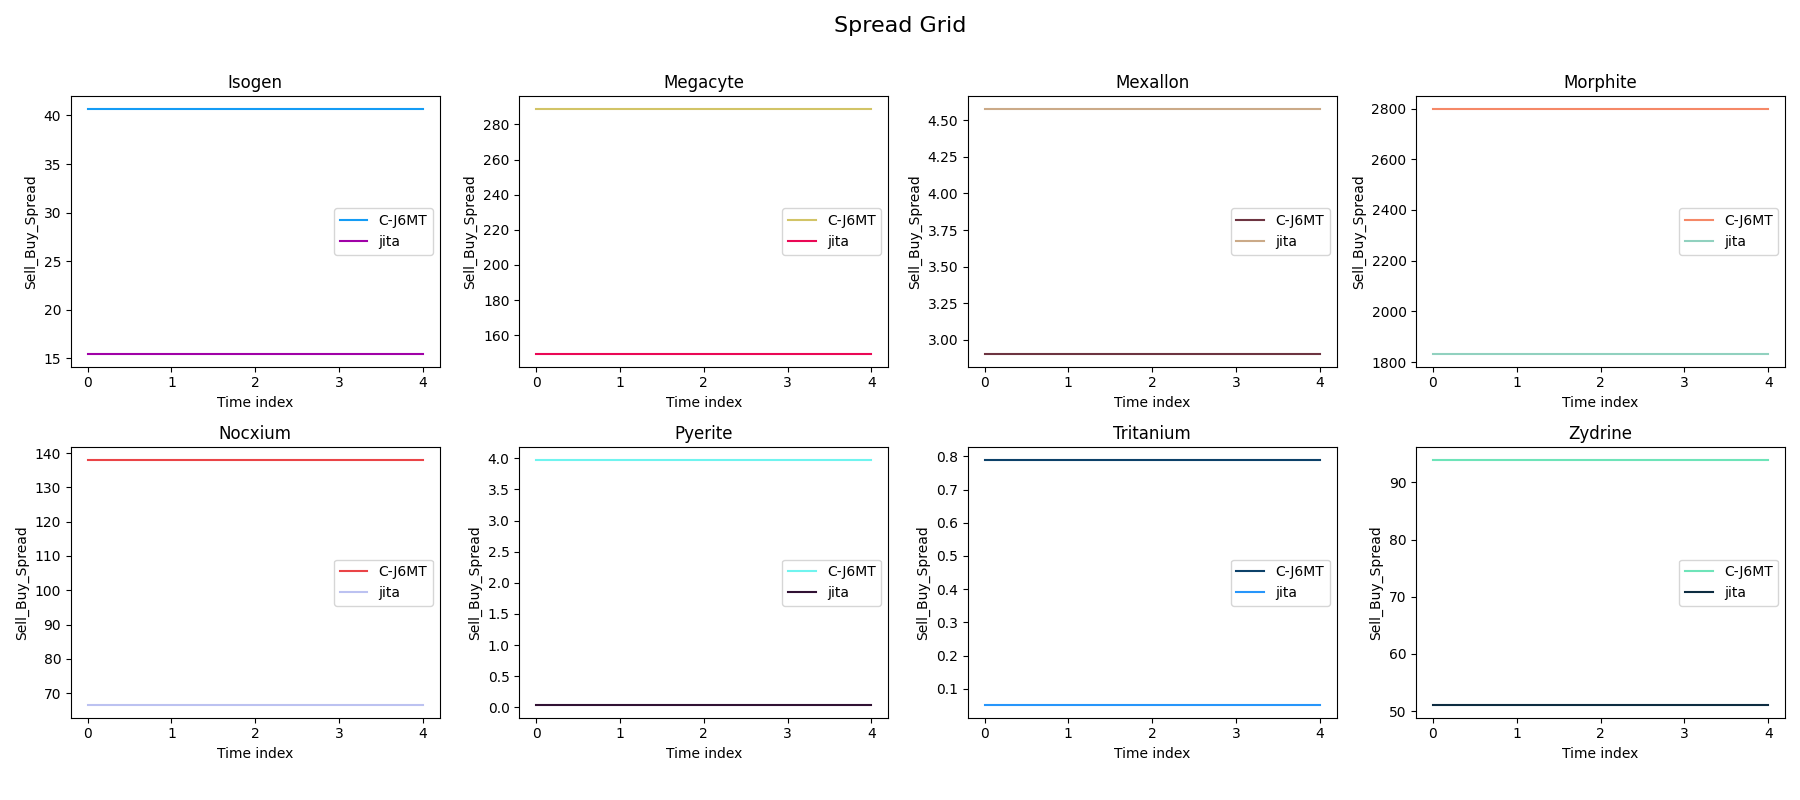 Spread Grid
Isogen
Sell_Buy_Spread
40
35
30
25
20
15
C-J6MT
jita
0 1 2 3 4
Time index
Megacyte
Sell_Buy_Spread
280
260
240
220
200
180
160
C-J6MT
jita
0 1 2 3 4
Time index
Mexallon
Sell_Buy_Spread
4.50
4.25
4.00
3.75
3.50
3.25
3.00
C-J6MT
jita
0 1 2 3 4
Time index
Morphite
Sell_Buy_Spread
2800
2600
2400
2200
2000
1800
C-J6MT
jita
0 1 2 3 4
Time index
Nocxium
Sell_Buy_Spread
140
130
120
110
100
90
80
70
C-J6MT
jita
0 1 2 3 4
Time index
Pyerite
Sell_Buy_Spread
4.0
3.5
3.0
2.5
2.0
1.5
1.0
0.5
0.0
C-J6MT
jita
0 1 2 3 4
Time index
Tritanium
Sell_Buy_Spread
0.8
0.7
0.6
0.5
0.4
0.3
0.2
0.1
C-J6MT
jita
0 1 2 3 4
Time index
Zydrine
Sell_Buy_Spread
90
80
70
60
50
C-J6MT
jita
0 1 2 3 4
Time index